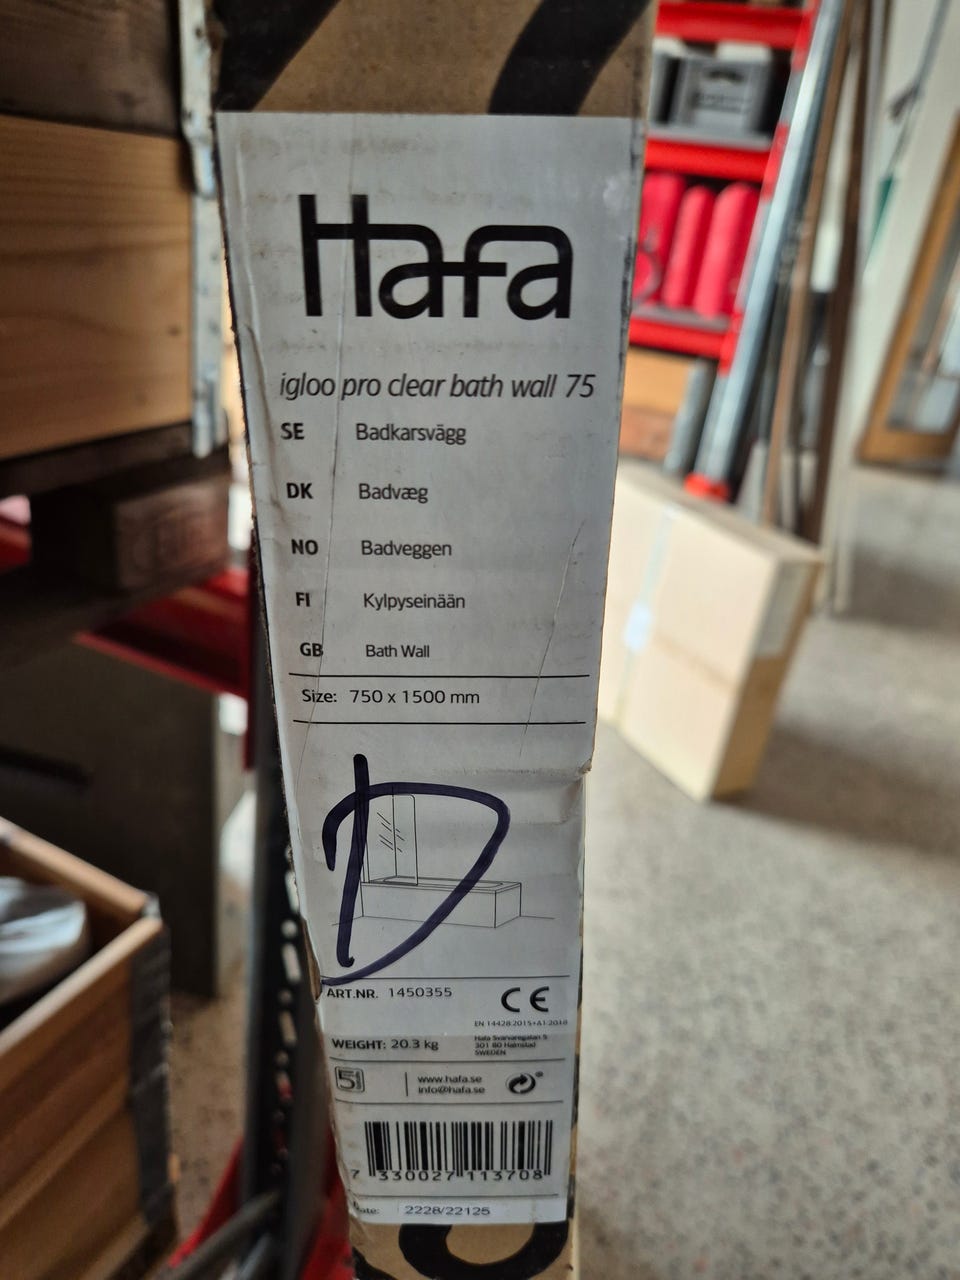 Hafa
igloo pro clear bath wall 75
SE Badkarsvägg
DK Badvæg
NO Badveggen
FI Kylpyseinään
GB Bath Wall
Size: 750 x 1500 mm
D
ART.NR. 1450355
CE
EN 14428:2015+A1:2018
WEIGHT: 20.3 kg
Hafa Svarvaregatan 5
301 80 Halmstad
SWEDEN
5
www.hafa.se
info@hafa.se
7 330027 113708
Date: 2228/22125